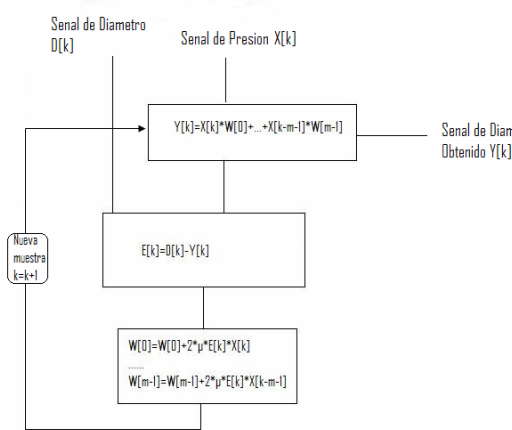 Senal de Diametro
D[k]
Senal de Presion X[k]
Y[k]=X[k]*W[0]+...+X[k-m-1]*W[m-1]
Senal de Diam
Obtenido Y[k]
E[k]=D[k]-Y[k]
Nueva
muestra
k=k+1
W[0]=W[0]+2*µ*E[k]*X[k]
......
W[m-1]=W[m-1]+2*µ*E[k]*X[k-m-1]